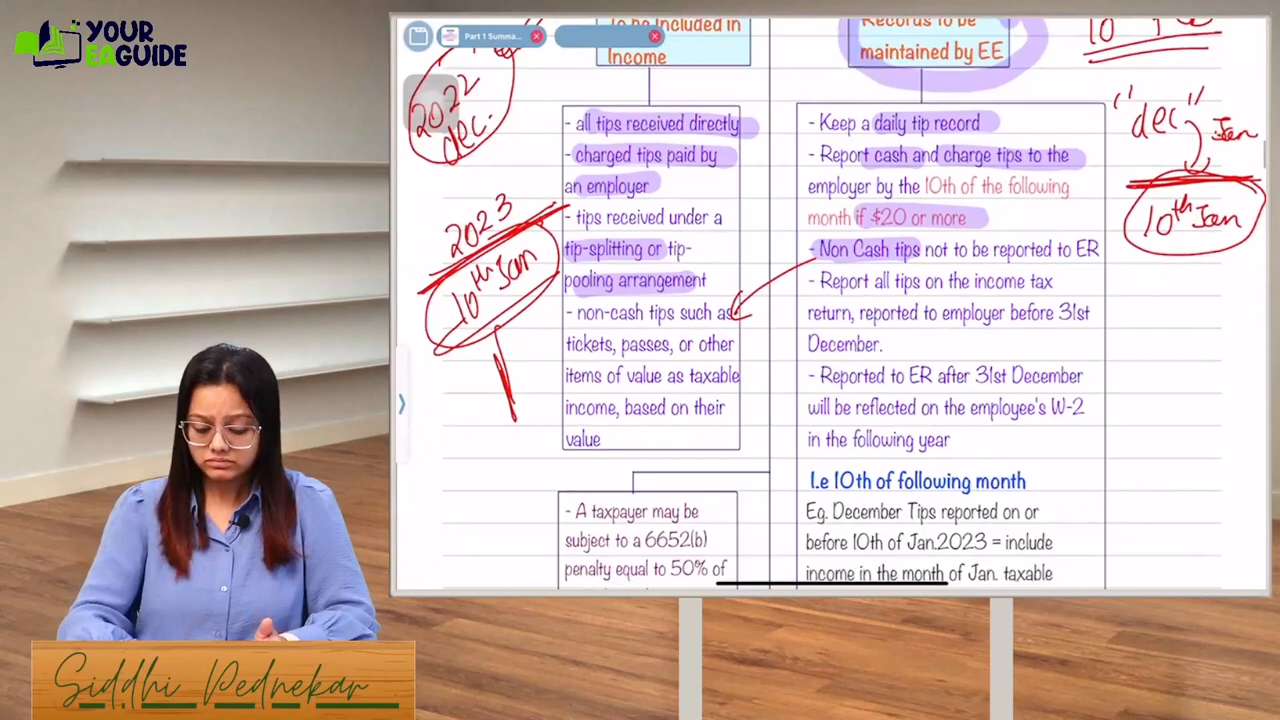 YOUR
EAGUIDE
Part 1 Summa...
To be Included in
Income
Records to be
maintained by EE
2022
dec.
2023
10th Jan
- all tips received directly
- charged tips paid by
an employer
- tips received under a
tip-splitting or tip-
pooling arrangement
- non-cash tips such as
tickets, passes, or other
items of value as taxable
income, based on their
value
- A taxpayer may be
subject to a 6652(b)
penalty equal to 50% of
- Keep a daily tip record
- Report cash and charge tips to the
employer by the 10th of the following
month if $20 or more
- Non Cash tips not to be reported to ER
- Report all tips on the income tax
return, reported to employer before 31st
December.
- Reported to ER after 31st December
will be reflected on the employee's W-2
in the following year
I.e 10th of following month
Eg. December Tips reported on or
before 10th of Jan.2023 = include
income in the month of Jan. taxable
"dec"
Jan
10th Jan
Siddhi Pednekar